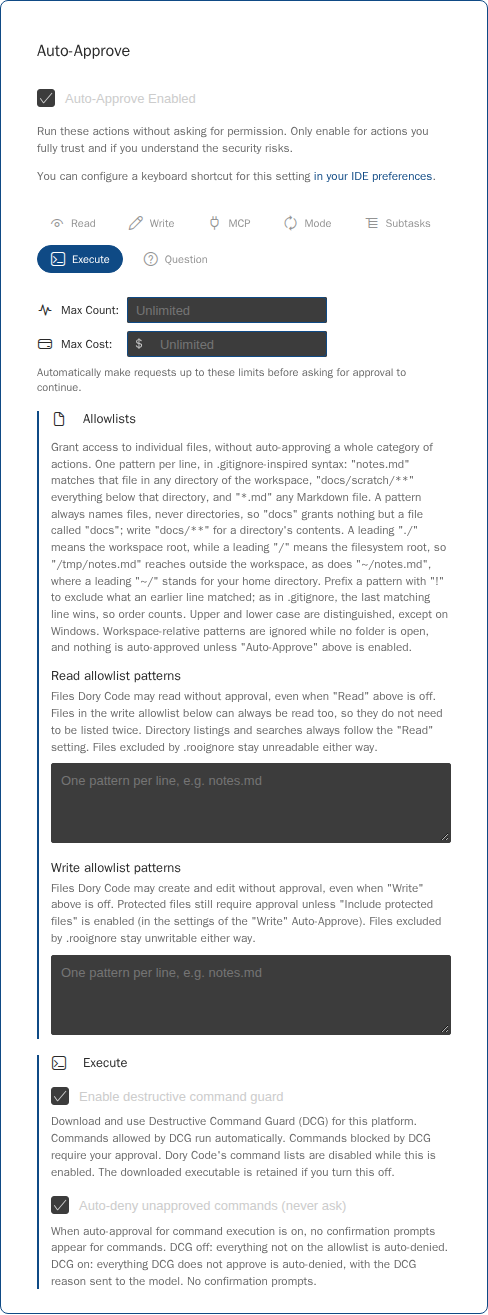 Auto-Approve
Auto-Approve Enabled
Run these actions without asking for permission. Only enable for actions you
fully trust and if you understand the security risks.
You can configure a keyboard shortcut for this setting in your IDE preferences.
Read Write MCP Mode Subtasks
Execute Question
Max Count: Unlimited
Max Cost: $ Unlimited
Automatically make requests up to these limits before asking for approval to
continue.
Allowlists
Grant access to individual files, without auto-approving a whole category of
actions. One pattern per line, in .gitignore-inspired syntax: "notes.md"
matches that file in any directory of the workspace, "docs/scratch/**"
everything below that directory, and "*.md" any Markdown file. A pattern
always names files, never directories, so "docs" grants nothing but a file
called "docs"; write "docs/**" for a directory's contents. A leading "./"
means the workspace root, while a leading "/" means the filesystem root, so
"/tmp/notes.md" reaches outside the workspace, as does "~/notes.md",
where a leading "~/" stands for your home directory. Prefix a pattern with "!"
to exclude what an earlier line matched; as in .gitignore, the last matching
line wins, so order counts. Upper and lower case are distinguished, except on
Windows. Workspace-relative patterns are ignored while no folder is open,
and nothing is auto-approved unless "Auto-Approve" above is enabled.
Read allowlist patterns
Files Dory Code may read without approval, even when "Read" above is off.
Files in the write allowlist below can always be read too, so they do not need
to be listed twice. Directory listings and searches always follow the "Read"
setting. Files excluded by .rooignore stay unreadable either way.
One pattern per line, e.g. notes.md
Write allowlist patterns
Files Dory Code may create and edit without approval, even when "Write"
above is off. Protected files still require approval unless "Include protected
files" is enabled (in the settings of the "Write" Auto-Approve). Files excluded
by .rooignore stay unwritable either way.
One pattern per line, e.g. notes.md
Execute
Enable destructive command guard
Download and use Destructive Command Guard (DCG) for this platform.
Commands allowed by DCG run automatically. Commands blocked by DCG
require your approval. Dory Code's command lists are disabled while this is
enabled. The downloaded executable is retained if you turn this off.
Auto-deny unapproved commands (never ask)
When auto-approval for command execution is on, no confirmation prompts
appear for commands. DCG off: everything not on the allowlist is auto-denied.
DCG on: everything DCG does not approve is auto-denied, with the DCG
reason sent to the model. No confirmation prompts.